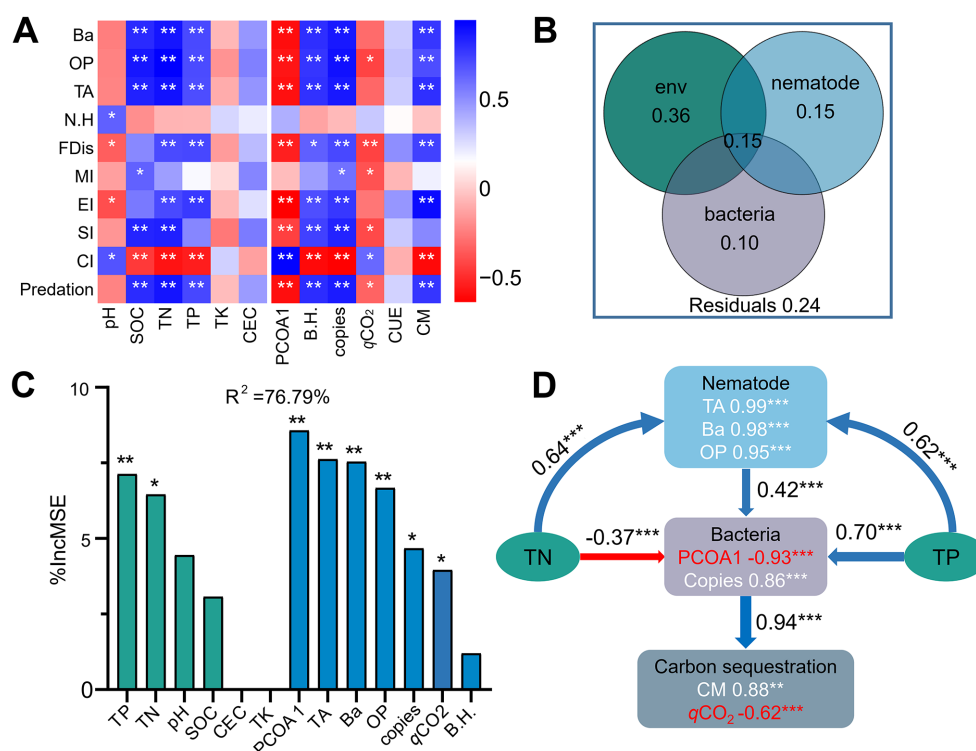 A
Ba ** ** ** ** ** ** **
OP ** ** ** ** ** ** * **
TA ** ** ** ** ** ** **
N.H *
FDis * ** ** ** * ** ** **
MI * * *
EI * ** ** ** ** ** * **
SI ** ** ** ** ** *
CI * ** ** ** ** ** ** * **
Predation ** ** ** ** ** ** * **
pH SOC TN TP TK CEC PCOA1 B.H. copies qCO2 CUE CM
0.5
0
−0.5
B
env
0.36
nematode
0.15
0.15
bacteria
0.10
Residuals 0.24
C
R² =76.79%
%IncMSE
10
5
0
** * ** ** ** ** * *
TP TN pH SOC CEC TK PCOA1 TA Ba OP copies qCO2 B.H.
D
Nematode
TA 0.99***
Ba 0.98***
OP 0.95***
0.64***
0.62***
0.42***
TN
-0.37***
Bacteria
PCOA1 -0.93***
Copies 0.86***
0.70***
TP
0.94***
Carbon sequestration
CM 0.88**
qCO₂ -0.62***